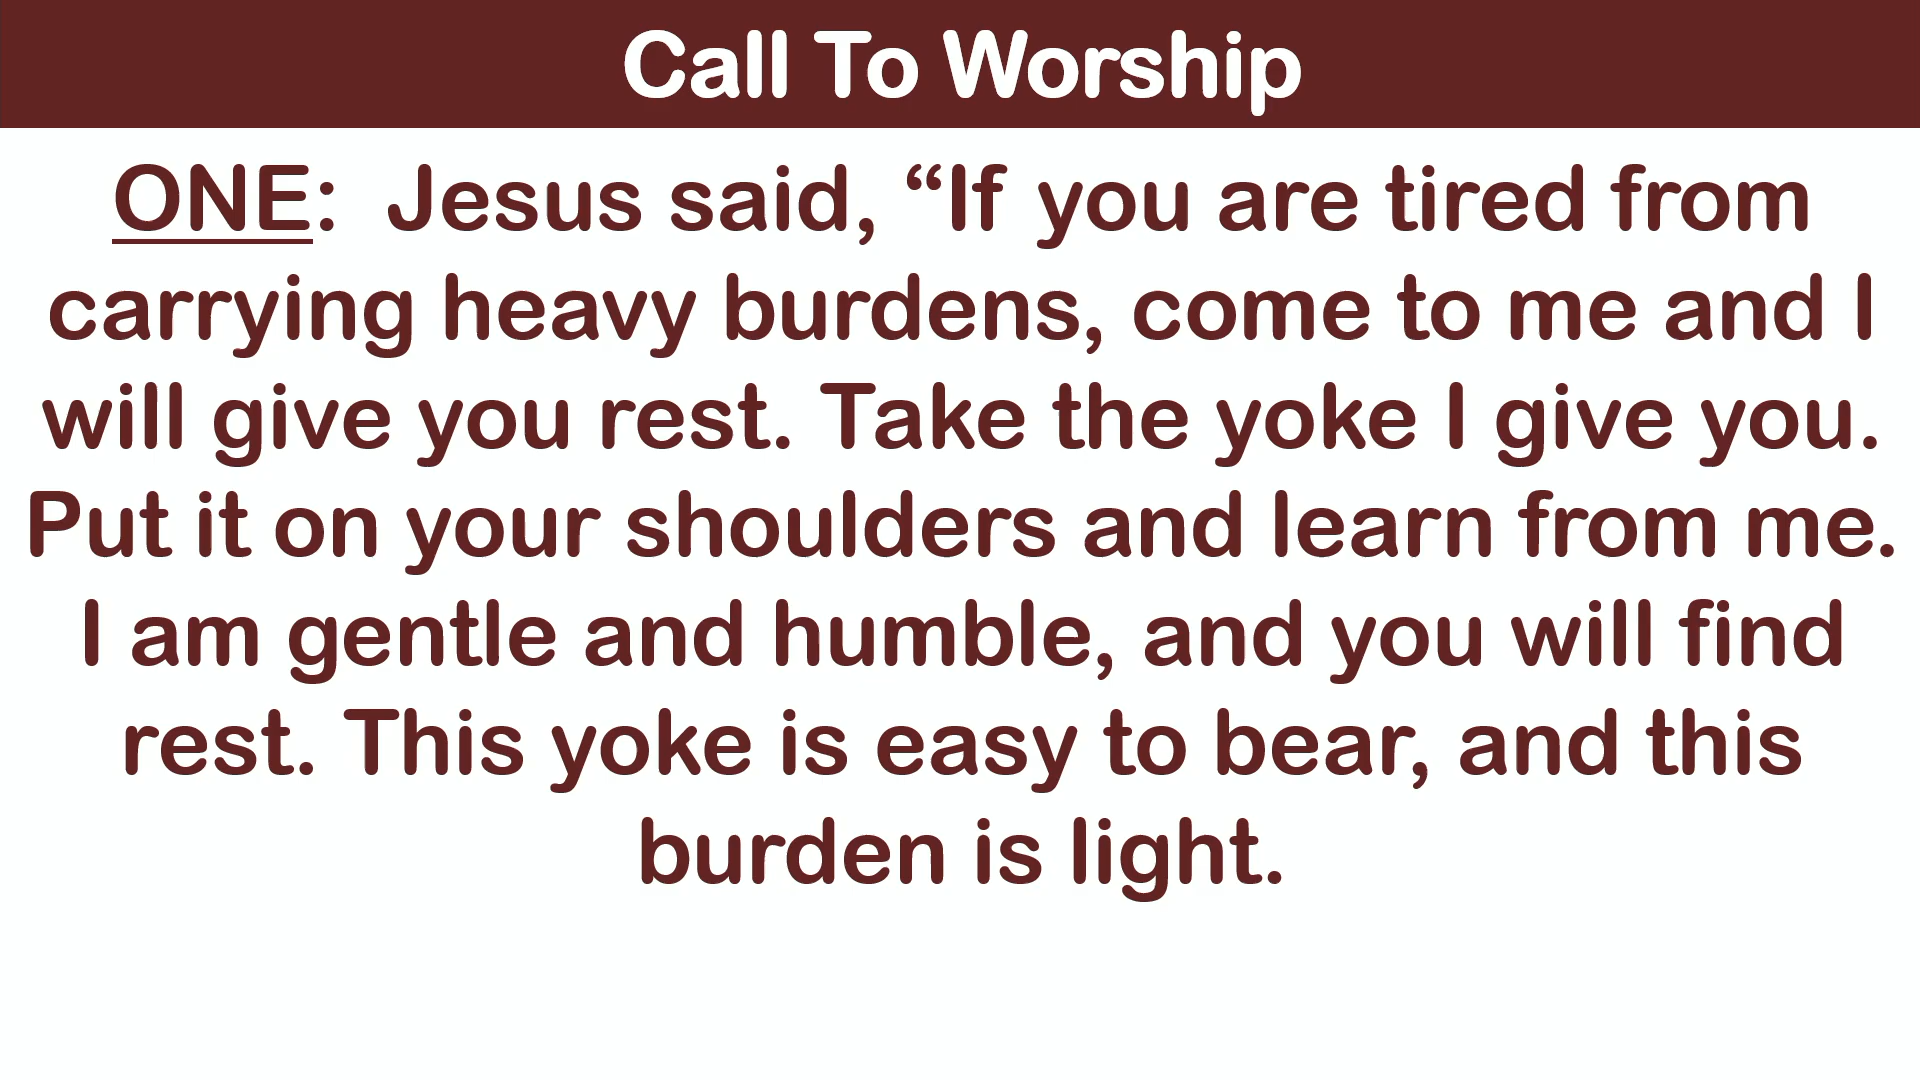 Call To Worship
ONE:  Jesus said, “If you are tired from
carrying heavy burdens, come to me and I
will give you rest. Take the yoke I give you.
Put it on your shoulders and learn from me.
I am gentle and humble, and you will find
rest. This yoke is easy to bear, and this
burden is light.